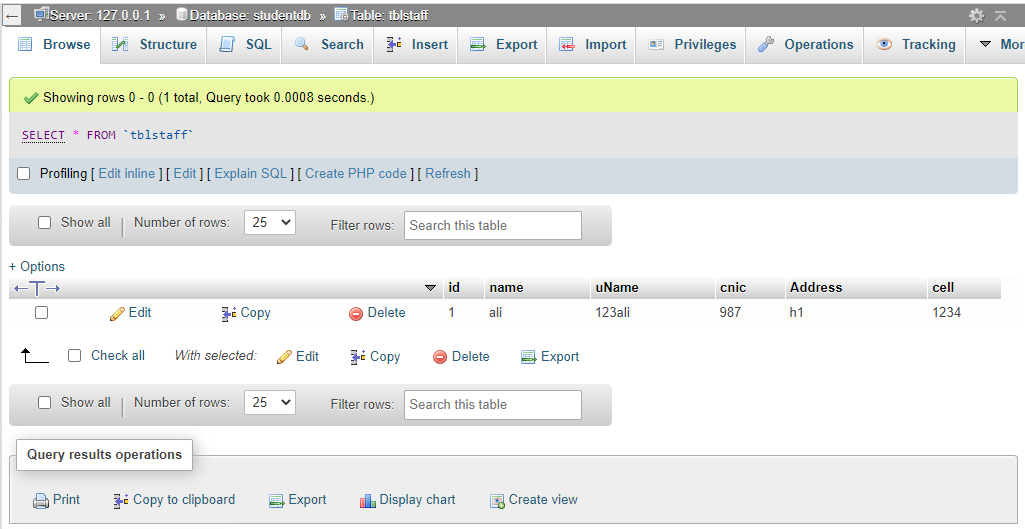 Server: 127.0.0.1 » Database: studentdb » Table: tblstaff
Browse Structure SQL Search Insert Export Import Privileges Operations Tracking Mor
Showing rows 0 - 0 (1 total, Query took 0.0008 seconds.)
SELECT * FROM `tblstaff`
Profiling [ Edit inline ] [ Edit ] [ Explain SQL ] [ Create PHP code ] [ Refresh ]
Show all | Number of rows: 25 Filter rows: Search this table
+ Options
←T→ id name uName cnic Address cell
Edit Copy Delete 1 ali 123ali 987 h1 1234
Check all With selected: Edit Copy Delete Export
Show all | Number of rows: 25 Filter rows: Search this table
Query results operations
Print Copy to clipboard Export Display chart Create view